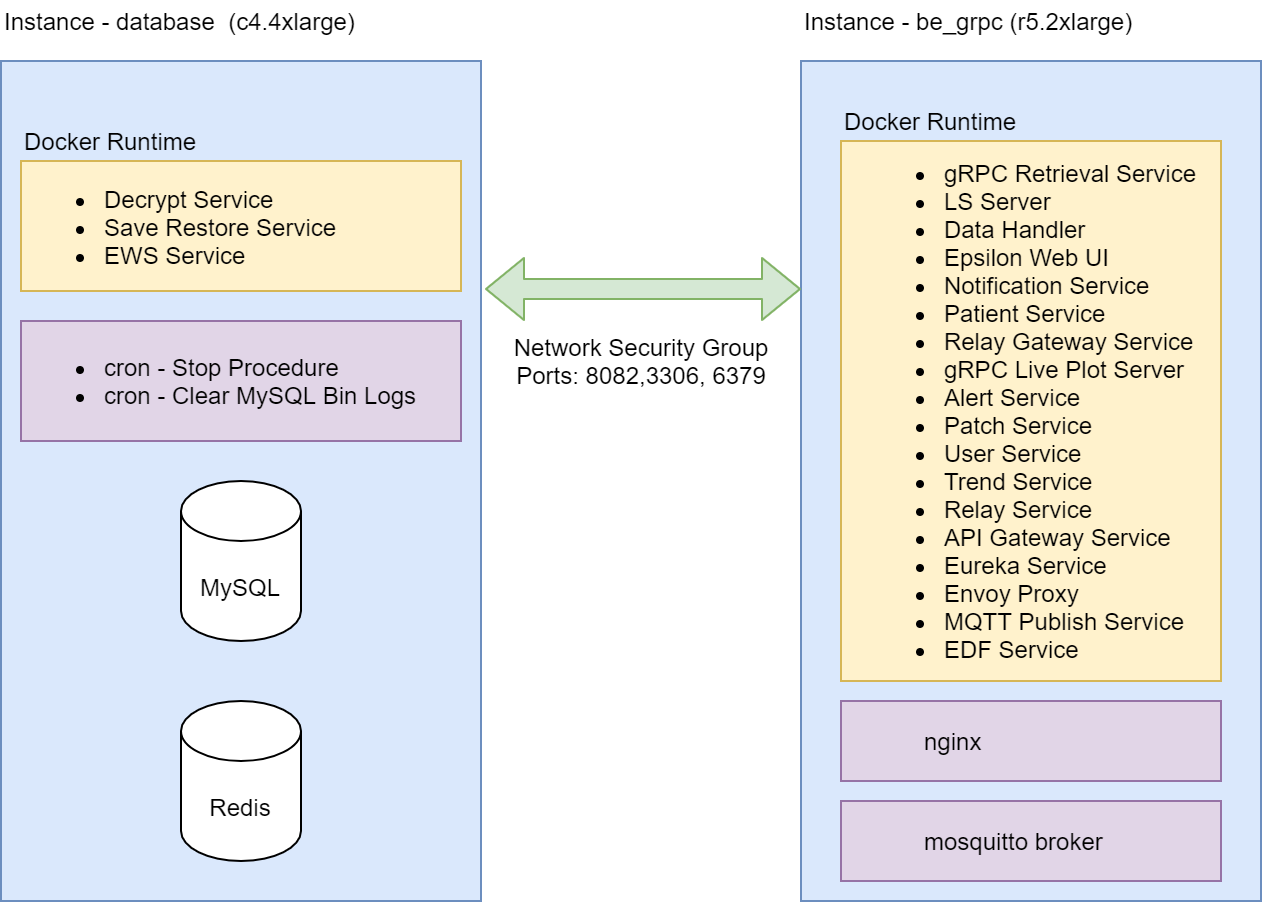 Instance - database  (c4.4xlarge)
Docker Runtime
Decrypt Service
Save Restore Service
EWS Service
cron - Stop Procedure
cron - Clear MySQL Bin Logs
MySQL
Redis
Network Security Group
Ports: 8082,3306, 6379
Instance - be_grpc (r5.2xlarge)
Docker Runtime
gRPC Retrieval Service
LS Server
Data Handler
Epsilon Web UI
Notification Service
Patient Service
Relay Gateway Service
gRPC Live Plot Server
Alert Service
Patch Service
User Service
Trend Service
Relay Service
API Gateway Service
Eureka Service
Envoy Proxy
MQTT Publish Service
EDF Service
nginx
mosquitto broker